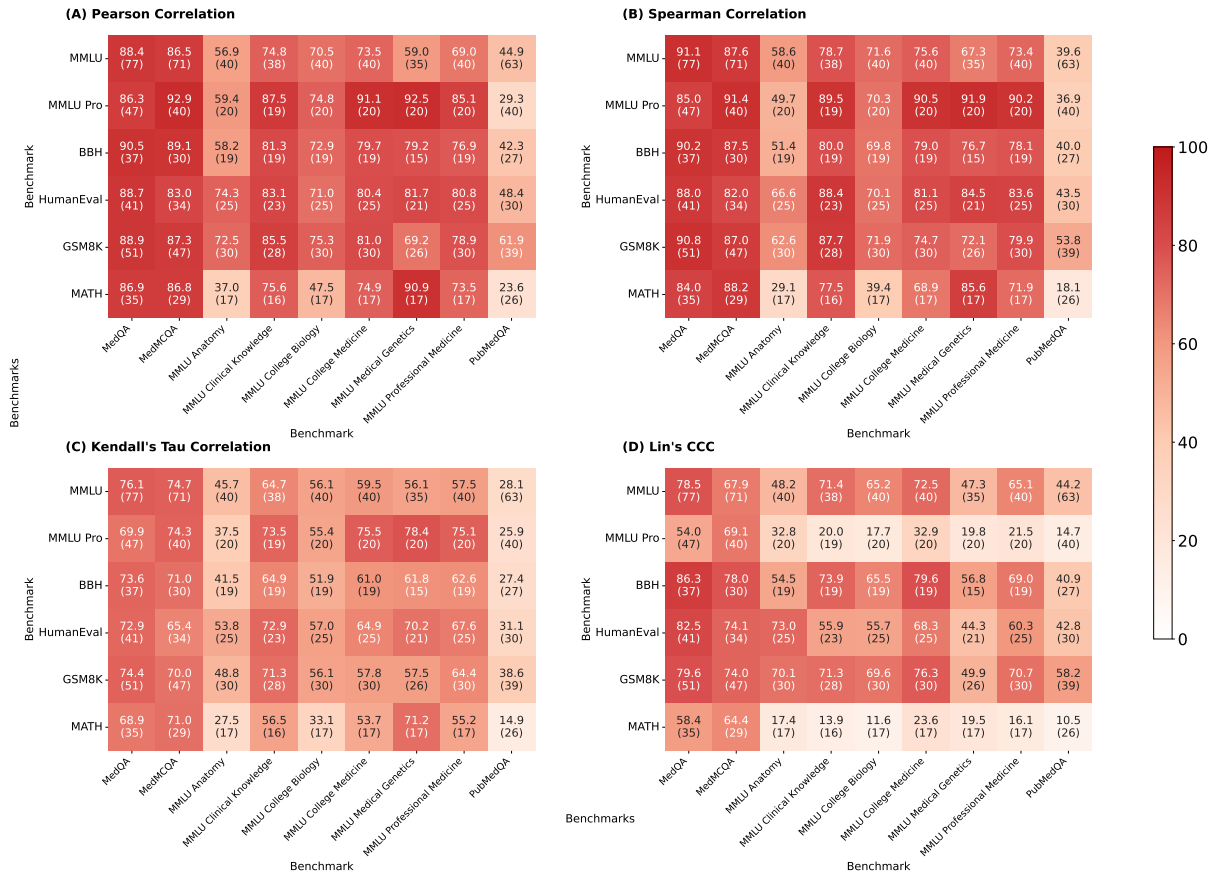 (A) Pearson Correlation
Benchmark
MMLU 88.4 86.5 56.9 74.8 70.5 73.5 59.0 69.0 44.9
(77) (71) (40) (38) (40) (40) (35) (40) (63)
MMLU Pro 86.3 92.9 59.4 87.5 74.8 91.1 92.5 85.1 29.3
(47) (40) (20) (19) (20) (20) (20) (20) (40)
BBH 90.5 89.1 58.2 81.3 72.9 79.7 79.2 76.9 42.3
(37) (30) (19) (19) (19) (19) (15) (19) (27)
HumanEval 88.7 83.0 74.3 83.1 71.0 80.4 81.7 80.8 48.4
(41) (34) (25) (23) (25) (25) (21) (25) (30)
GSM8K 88.9 87.3 72.5 85.5 75.3 81.0 69.2 78.9 61.9
(51) (47) (30) (28) (30) (30) (26) (30) (39)
MATH 86.9 86.8 37.0 75.6 47.5 74.9 90.9 73.5 23.6
(35) (29) (17) (16) (17) (17) (17) (17) (26)
MedQA
MedMCQA
MMLU Anatomy
MMLU Clinical Knowledge
MMLU College Biology
MMLU College Medicine
MMLU Medical Genetics
MMLU Professional Medicine
PubMedQA
Benchmark
(B) Spearman Correlation
Benchmark
91.1 87.6 58.6 78.7 71.6 75.6 67.3 73.4 39.6
(77) (71) (40) (38) (40) (40) (35) (40) (63)
MMLU
85.0 91.4 49.7 89.5 70.3 90.5 91.9 90.2 36.9
(47) (40) (20) (19) (20) (20) (20) (20) (40)
MMLU Pro
90.2 87.5 51.4 80.0 69.8 79.0 76.7 78.1 40.0
(37) (30) (19) (19) (19) (19) (15) (19) (27)
BBH
88.0 82.0 66.6 88.4 70.1 81.1 84.5 83.6 43.5
(41) (34) (25) (23) (25) (25) (21) (25) (30)
HumanEval
90.8 87.0 62.6 87.7 71.9 74.7 72.1 79.9 53.8
(51) (47) (30) (28) (30) (30) (26) (30) (39)
GSM8K
84.0 88.2 29.1 77.5 39.4 68.9 85.6 71.9 18.1
(35) (29) (17) (16) (17) (17) (17) (17) (26)
MATH
MedQA
MedMCQA
MMLU Anatomy
MMLU Clinical Knowledge
MMLU College Biology
MMLU College Medicine
MMLU Medical Genetics
MMLU Professional Medicine
PubMedQA
Benchmark
Benchmarks
(C) Kendall's Tau Correlation
Benchmark
MMLU 76.1 74.7 45.7 64.7 56.1 59.5 56.1 57.5 28.1
(77) (71) (40) (38) (40) (40) (35) (40) (63)
MMLU Pro 69.9 74.3 37.5 73.5 55.4 75.5 78.4 75.1 25.9
(47) (40) (20) (19) (20) (20) (20) (20) (40)
BBH 73.6 71.0 41.5 64.9 51.9 61.0 61.8 62.6 27.4
(37) (30) (19) (19) (19) (19) (15) (19) (27)
HumanEval 72.9 65.4 53.8 72.9 57.0 64.9 70.2 67.6 31.1
(41) (34) (25) (23) (25) (25) (21) (25) (30)
GSM8K 74.4 70.0 48.8 71.3 56.1 57.8 57.5 64.4 38.6
(51) (47) (30) (28) (30) (30) (26) (30) (39)
MATH 68.9 71.0 27.5 56.5 33.1 53.7 71.2 55.2 14.9
(35) (29) (17) (16) (17) (17) (17) (17) (26)
MedQA
MedMCQA
MMLU Anatomy
MMLU Clinical Knowledge
MMLU College Biology
MMLU College Medicine
MMLU Medical Genetics
MMLU Professional Medicine
PubMedQA
Benchmark
(D) Lin's CCC
Benchmark
MMLU 78.5 67.9 48.2 71.4 65.2 72.5 47.3 65.1 44.2
(77) (71) (40) (38) (40) (40) (35) (40) (63)
MMLU Pro 54.0 69.1 32.8 20.0 17.7 32.9 19.8 21.5 14.7
(47) (40) (20) (19) (20) (20) (20) (20) (40)
BBH 86.3 78.0 54.5 73.9 65.5 79.6 56.8 69.0 40.9
(37) (30) (19) (19) (19) (19) (15) (19) (27)
HumanEval 82.5 74.1 73.0 55.9 55.7 68.3 44.3 60.3 42.8
(41) (34) (25) (23) (25) (25) (21) (25) (30)
GSM8K 79.6 74.0 70.1 71.3 69.6 76.3 49.9 70.7 58.2
(51) (47) (30) (28) (30) (30) (26) (30) (39)
MATH 58.4 64.4 17.4 13.9 11.6 23.6 19.5 16.1 10.5
(35) (29) (17) (16) (17) (17) (17) (17) (26)
MedQA
MedMCQA
MMLU Anatomy
MMLU Clinical Knowledge
MMLU College Biology
MMLU College Medicine
MMLU Medical Genetics
MMLU Professional Medicine
PubMedQA
Benchmark
Benchmarks
100
80
60
40
20
0